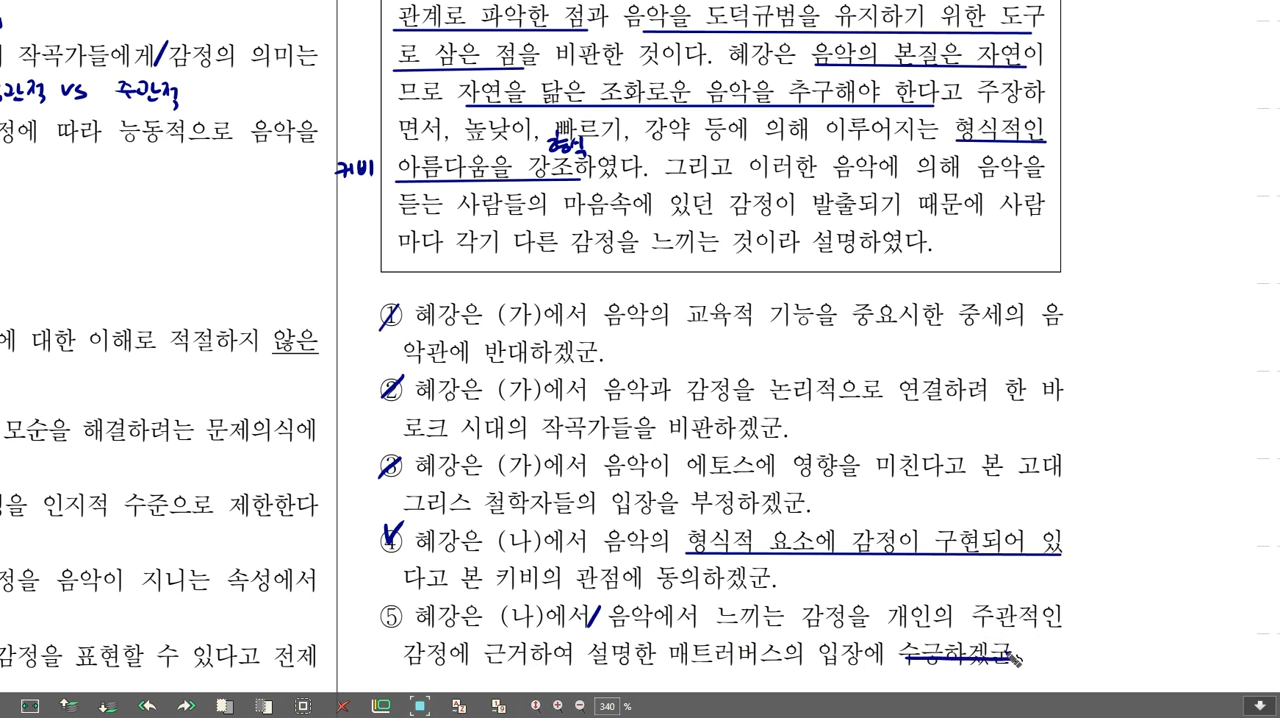 작곡가들에게/감정의 의미는
관적 vs 주관적
정에 따라 능동적으로 음악을
에 대한 이해로 적절하지 않은
모순을 해결하려는 문제의식에
을 인지적 수준으로 제한한다
정을 음악이 지니는 속성에서
감정을 표현할 수 있다고 전제
관계로 파악한 점과 음악을 도덕규범을 유지하기 위한 도구
로 삼은 점을 비판한 것이다. 혜강은 음악의 본질은 자연이
므로 자연을 닮은 조화로운 음악을 추구해야 한다고 주장하
면서, 높낮이, 빠르기, 강약 등에 의해 이루어지는 형식적인
형식
키비
아름다움을 강조하였다. 그리고 이러한 음악에 의해 음악을
듣는 사람들의 마음속에 있던 감정이 발출되기 때문에 사람
마다 각기 다른 감정을 느끼는 것이라 설명하였다.
① 혜강은 (가)에서 음악의 교육적 기능을 중요시한 중세의 음
악관에 반대하겠군.
② 혜강은 (가)에서 음악과 감정을 논리적으로 연결하려 한 바
로크 시대의 작곡가들을 비판하겠군.
③ 혜강은 (가)에서 음악이 에토스에 영향을 미친다고 본 고대
그리스 철학자들의 입장을 부정하겠군.
④ 혜강은 (나)에서 음악의 형식적 요소에 감정이 구현되어 있
다고 본 키비의 관점에 동의하겠군.
⑤ 혜강은 (나)에서/음악에서 느끼는 감정을 개인의 주관적인
감정에 근거하여 설명한 매트러버스의 입장에 수긍하겠군.
340 %